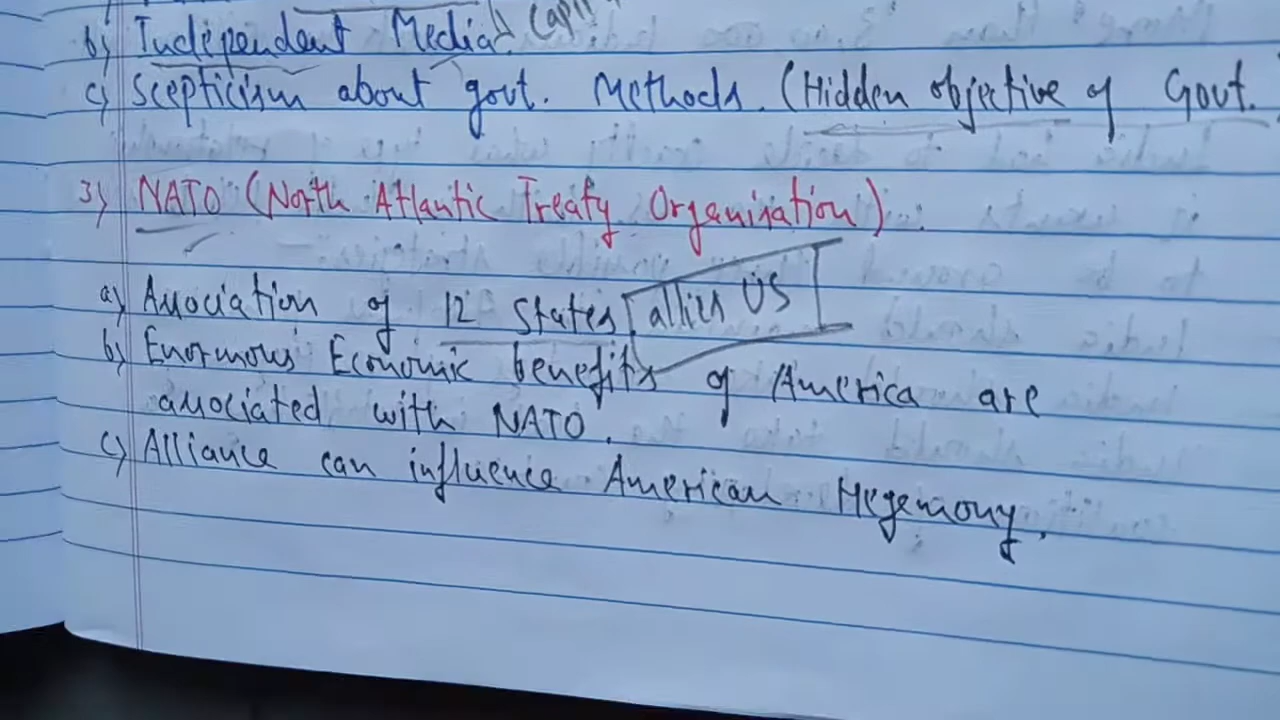 b) Independent Media
c) Scepticism about govt. Methods. (Hidden objective of Govt.
3) NATO (North Atlantic Treaty Organisation).
a) Association of 12 States allies US
b) Enormous Economic benefits of America are
associated with NATO.
c) Alliance can influence American Hegemony.